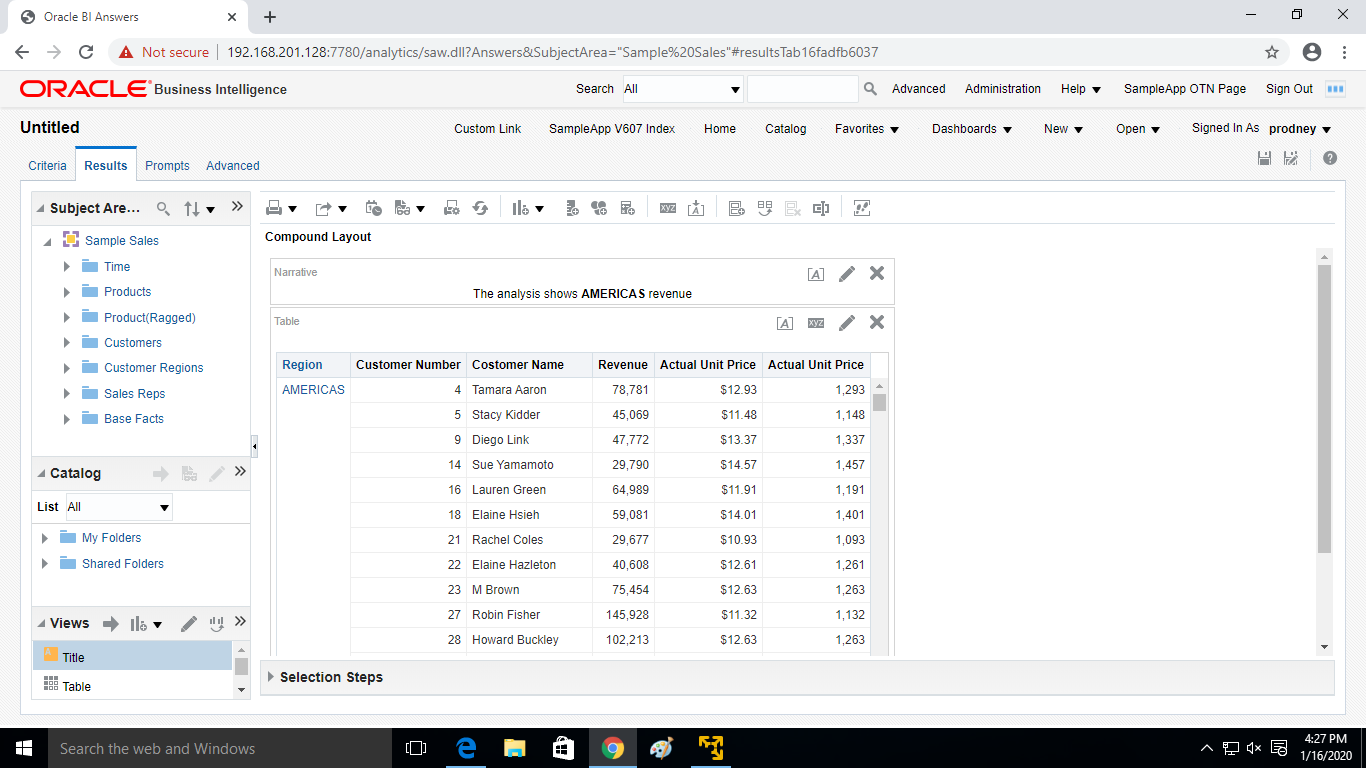 Oracle BI Answers
Not secure 192.168.201.128:7780/analytics/saw.dll?Answers&SubjectArea="Sample%20Sales"#resultsTab16fadfb6037
ORACLE Business Intelligence
Search All Advanced Administration Help SampleApp OTN Page Sign Out
Untitled
Custom Link SampleApp V607 Index Home Catalog Favorites Dashboards New Open Signed In As prodney
Criteria Results Prompts Advanced
Subject Are...
Sample Sales
Time
Products
Product(Ragged)
Customers
Customer Regions
Sales Reps
Base Facts
Catalog
List All
My Folders
Shared Folders
Views
Title
Table
xyz
Compound Layout
Narrative
The analysis shows AMERICAS revenue
Table
xyz
Region Customer Number Costomer Name Revenue Actual Unit Price Actual Unit Price
AMERICAS 4 Tamara Aaron 78,781 $12.93 1,293
5 Stacy Kidder 45,069 $11.48 1,148
9 Diego Link 47,772 $13.37 1,337
14 Sue Yamamoto 29,790 $14.57 1,457
16 Lauren Green 64,989 $11.91 1,191
18 Elaine Hsieh 59,081 $14.01 1,401
21 Rachel Coles 29,677 $10.93 1,093
22 Elaine Hazleton 40,608 $12.61 1,261
23 M Brown 75,454 $12.63 1,263
27 Robin Fisher 145,928 $11.32 1,132
28 Howard Buckley 102,213 $12.63 1,263
Selection Steps
Search the web and Windows
4:27 PM
1/16/2020